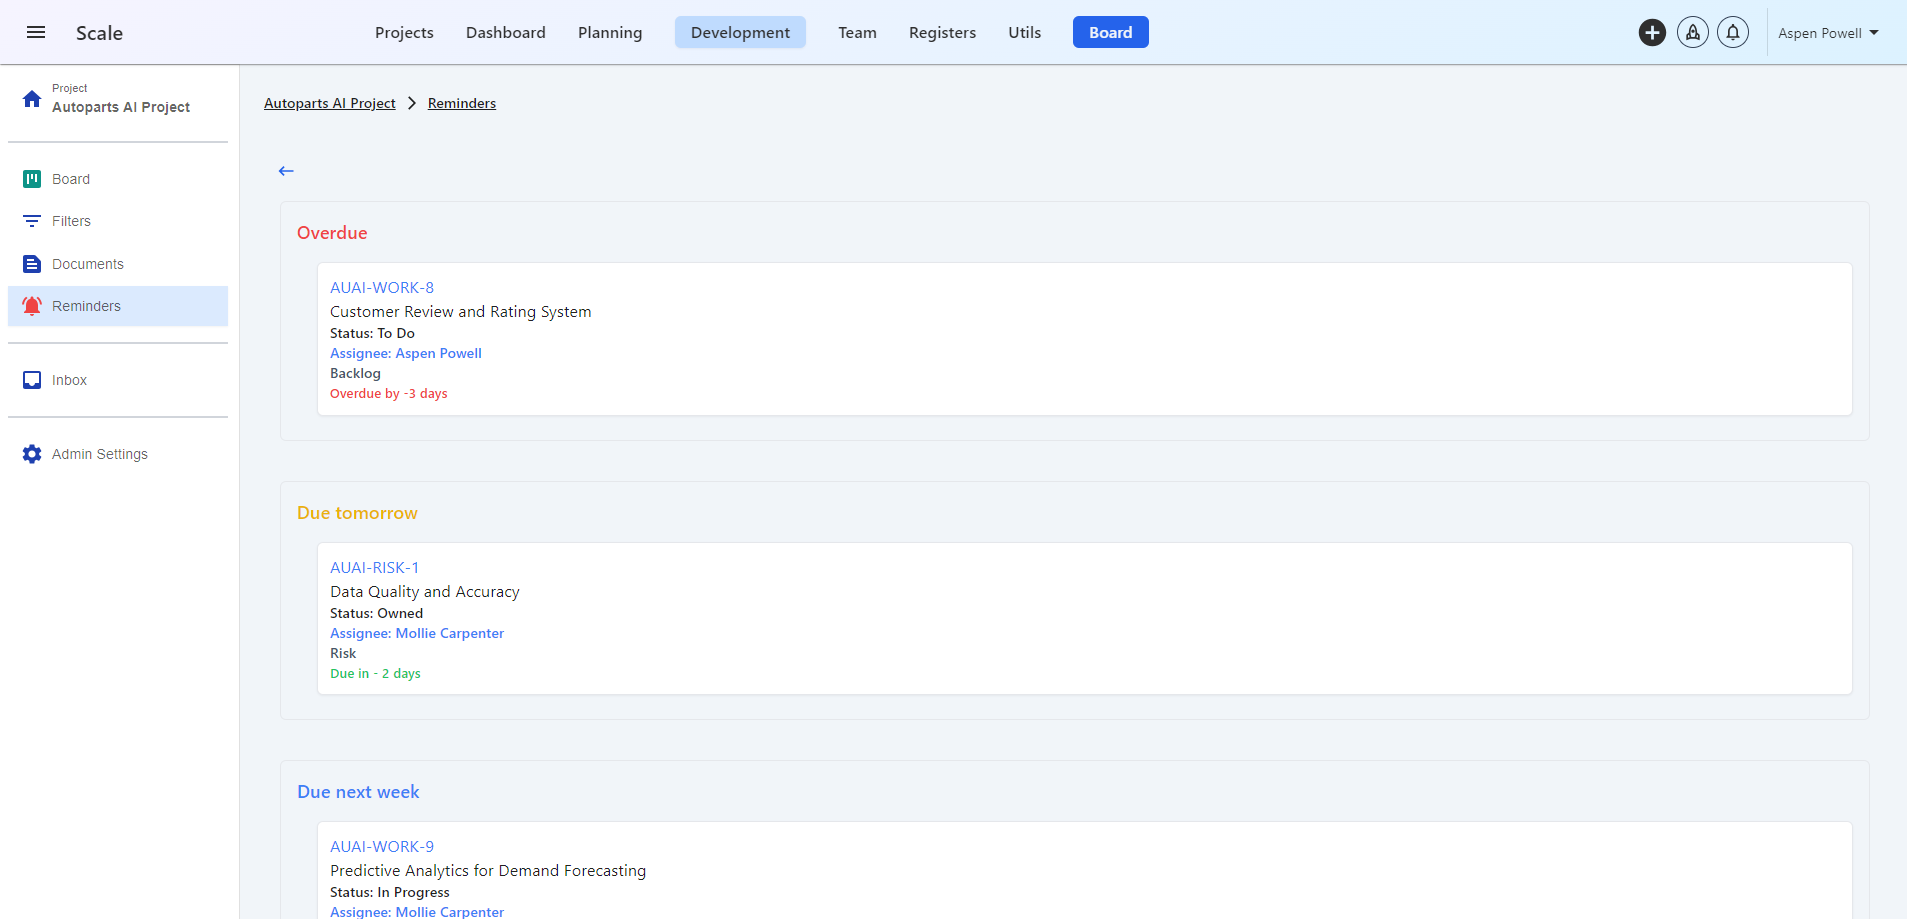 Scale
Projects Dashboard Planning Development Team Registers Utils Board
Aspen Powell
Project
Autoparts AI Project
Board
Filters
Documents
Reminders
Inbox
Admin Settings
Autoparts AI Project > Reminders
Overdue
AUAI-WORK-8
Customer Review and Rating System
Status: To Do
Assignee: Aspen Powell
Backlog
Overdue by -3 days
Due tomorrow
AUAI-RISK-1
Data Quality and Accuracy
Status: Owned
Assignee: Mollie Carpenter
Risk
Due in - 2 days
Due next week
AUAI-WORK-9
Predictive Analytics for Demand Forecasting
Status: In Progress
Assignee: Mollie Carpenter